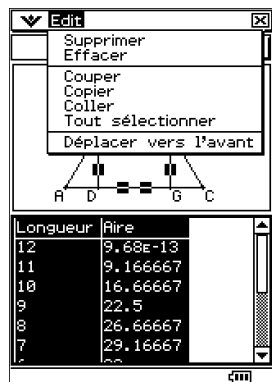 Edit
Supprimer
Effacer
Couper
Copier
Coller
Tout sélectionner
Déplacer vers l'avant
A D G C
Longueur Aire
12 9.68E-13
11 9.166667
10 16.66667
9 22.5
8 26.66667
7 29.16667